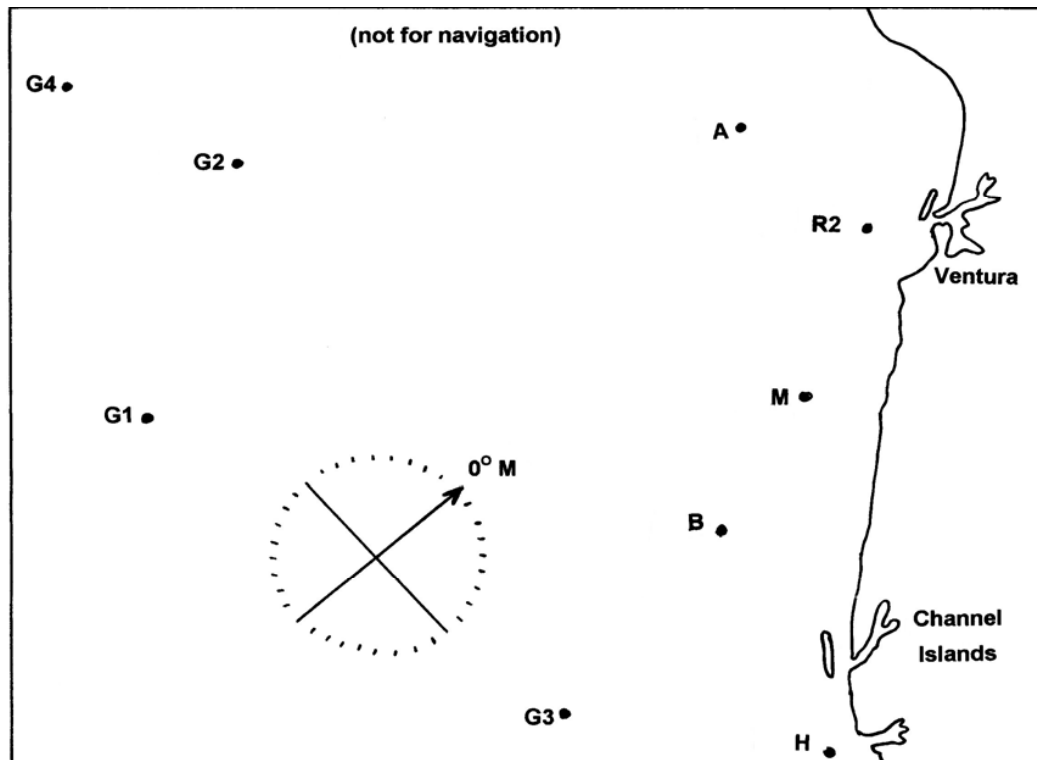 (not for navigation)
G4
A
G2
R2
Ventura
M
G1
0° M
B
Channel
Islands
G3
H